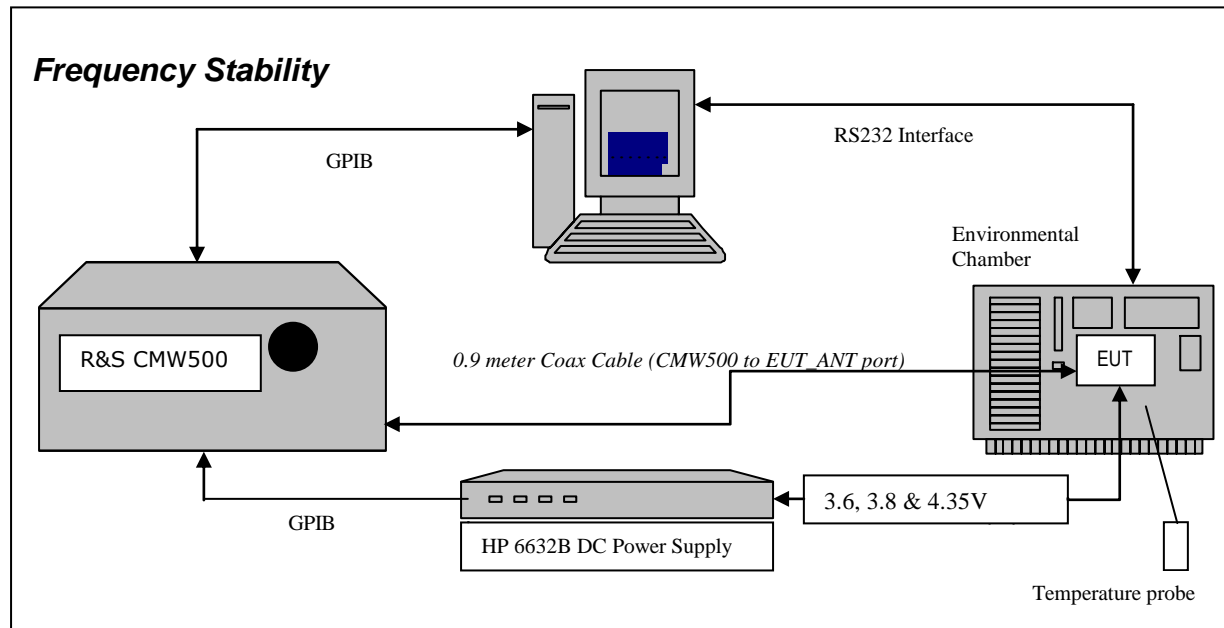 Frequency Stability
RS232 Interface
GPIB
Environmental
Chamber
R&S CMW500
0.9 meter Coax Cable (CMW500 to EUT_ANT port)
EUT
3.6, 3.8 & 4.35V
GPIB
HP 6632B DC Power Supply
Temperature probe